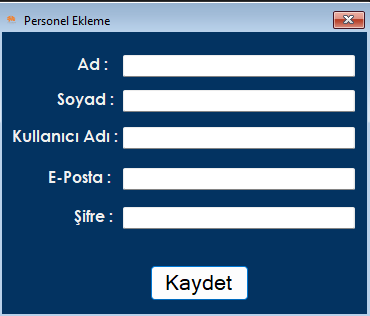 Personel Ekleme
Ad :
Soyad :
Kullanıcı Adı :
E-Posta :
Şifre :
Kaydet